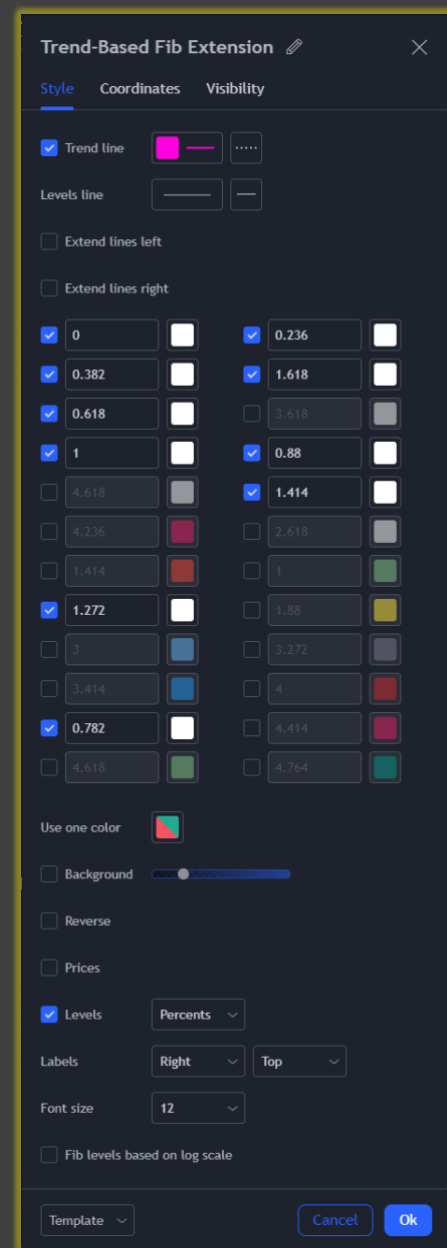 Trend-Based Fib Extension
Style Coordinates Visibility
Trend line
Levels line
Extend lines left
Extend lines right
0 0.236
0.382 1.618
0.618 3.618
1 0.88
4.618 1.414
4.236 2.618
1.414 1
1.272 1.88
3 3.272
3.414 4
0.782 4.414
4.618 4.764
Use one color
Background
Reverse
Prices
Levels Percents
Labels Right Top
Font size 12
Fib levels based on log scale
Template Cancel Ok